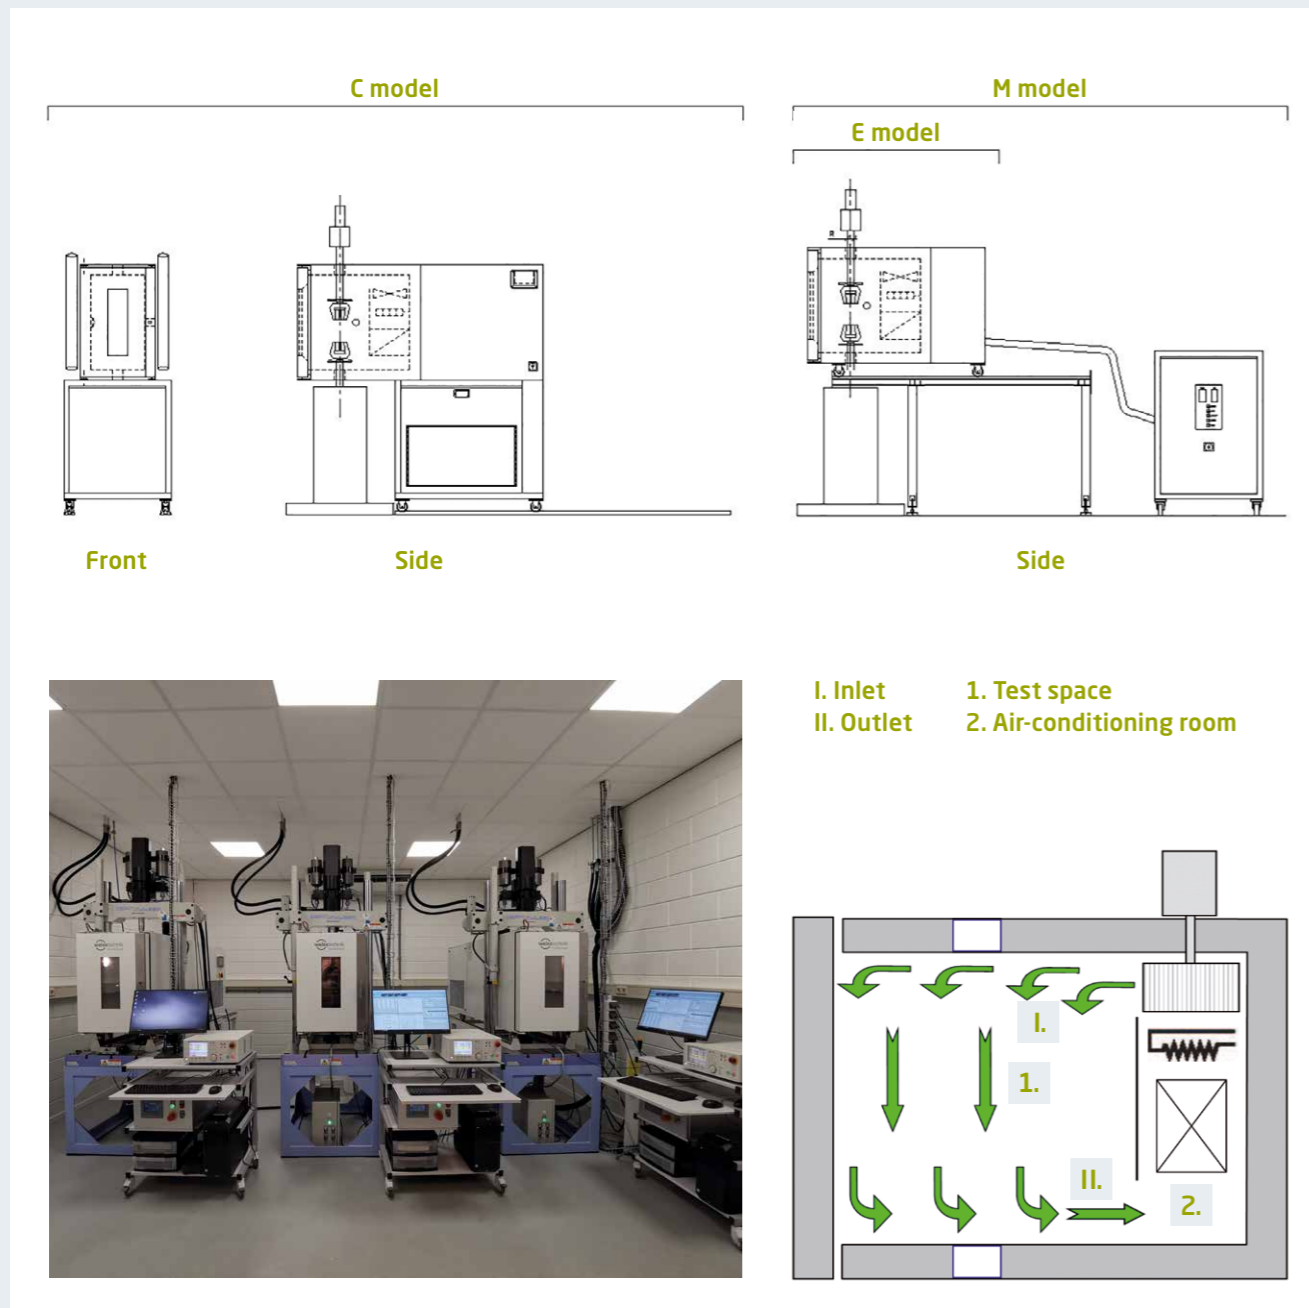 C model
M model
E model
Front
Side
Side
I. Inlet
II. Outlet
1. Test space
2. Air-conditioning room
I.
1.
II.
2.